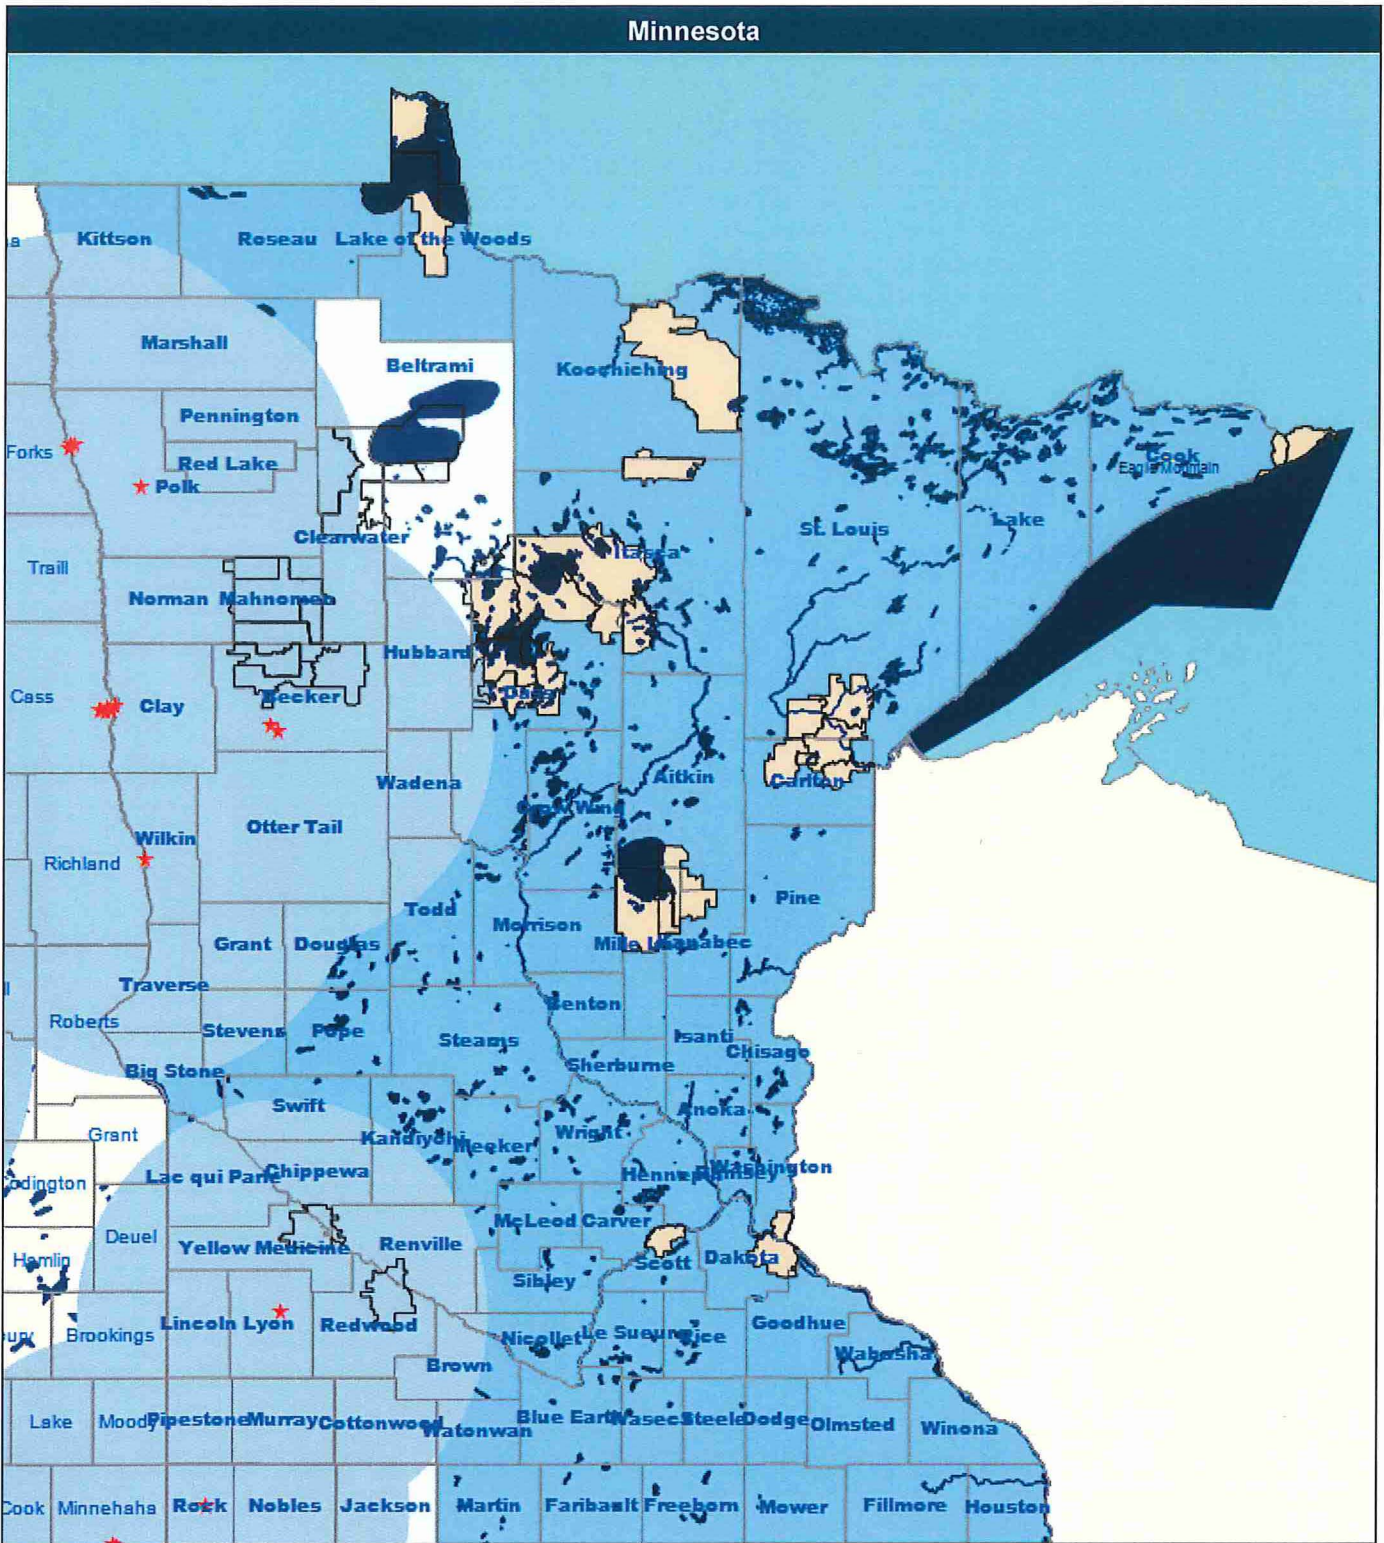 Minnesota
Kittson
Roseau
Lake of the Woods
Marshall
Beltrami
Koochiching
Pennington
Forks
Red Lake
Polk
Cook
Eagle Mountain
Lake
St. Louis
Clearwater
Itasca
Traill
Norman
Mahnomen
Hubbard
Cass
Clay
Becker
Cass
Aitkin
Carlton
Wadena
Crow Wing
Otter Tail
Wilkin
Richland
Pine
Todd
Morrison
Grant
Douglas
Mille Lacs
Kanabec
Traverse
Benton
Roberts
Stevens
Pope
Stearns
Isanti
Chisago
Sherburne
Big Stone
Swift
Anoka
Grant
Kandiyohi
Meeker
Wright
Lac qui Parle
Chippewa
Hennepin
Ramsey
Washington
odington
McLeod
Carver
Deuel
Yellow Medicine
Renville
Hamlin
Scott
Dakota
Sibley
Lincoln
Lyon
Redwood
Brookings
Nicollet
Le Sueur
Rice
Goodhue
Wabasha
Brown
Lake
Moody
Pipestone
Murray
Cottonwood
Watonwan
Blue Earth
Waseca
Steele
Dodge
Olmsted
Winona
Cook
Minnehaha
Rock
Nobles
Jackson
Martin
Faribault
Freeborn
Mower
Fillmore
Houston